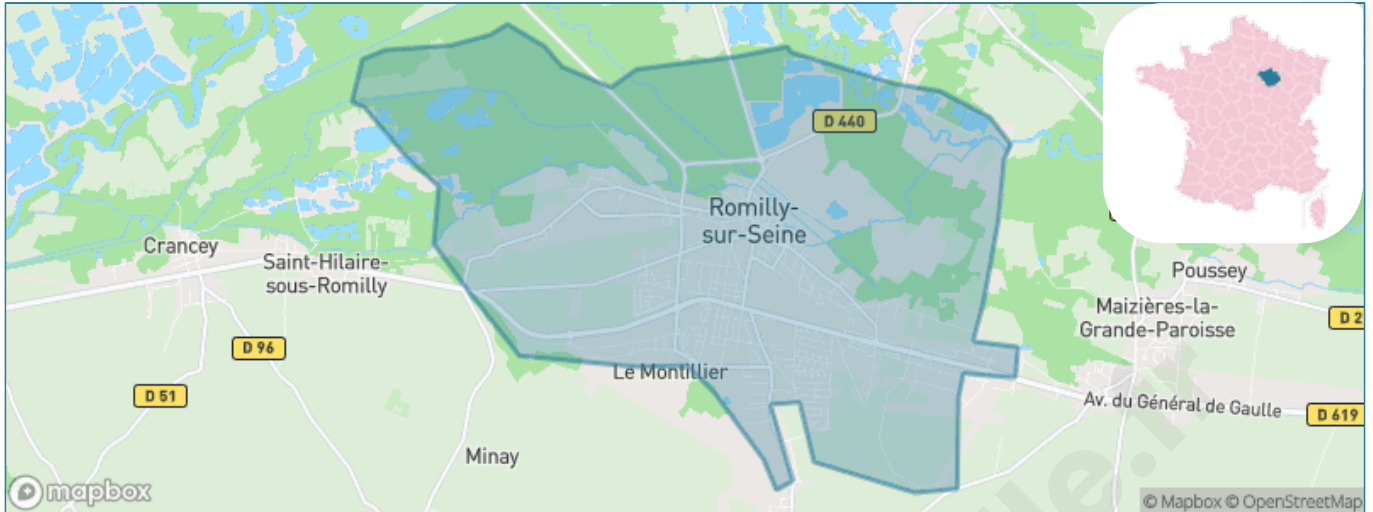 D 440
Romilly-
sur-Seine
Crancey
Saint-Hilaire-
sous-Romilly
Poussey
Maizières-la-
Grande-Paroisse
D 2
D 96
Le Montillier
D 51
Av. du Général de Gaulle
D 619
Minay
mapbox
© Mapbox © OpenStreetMap